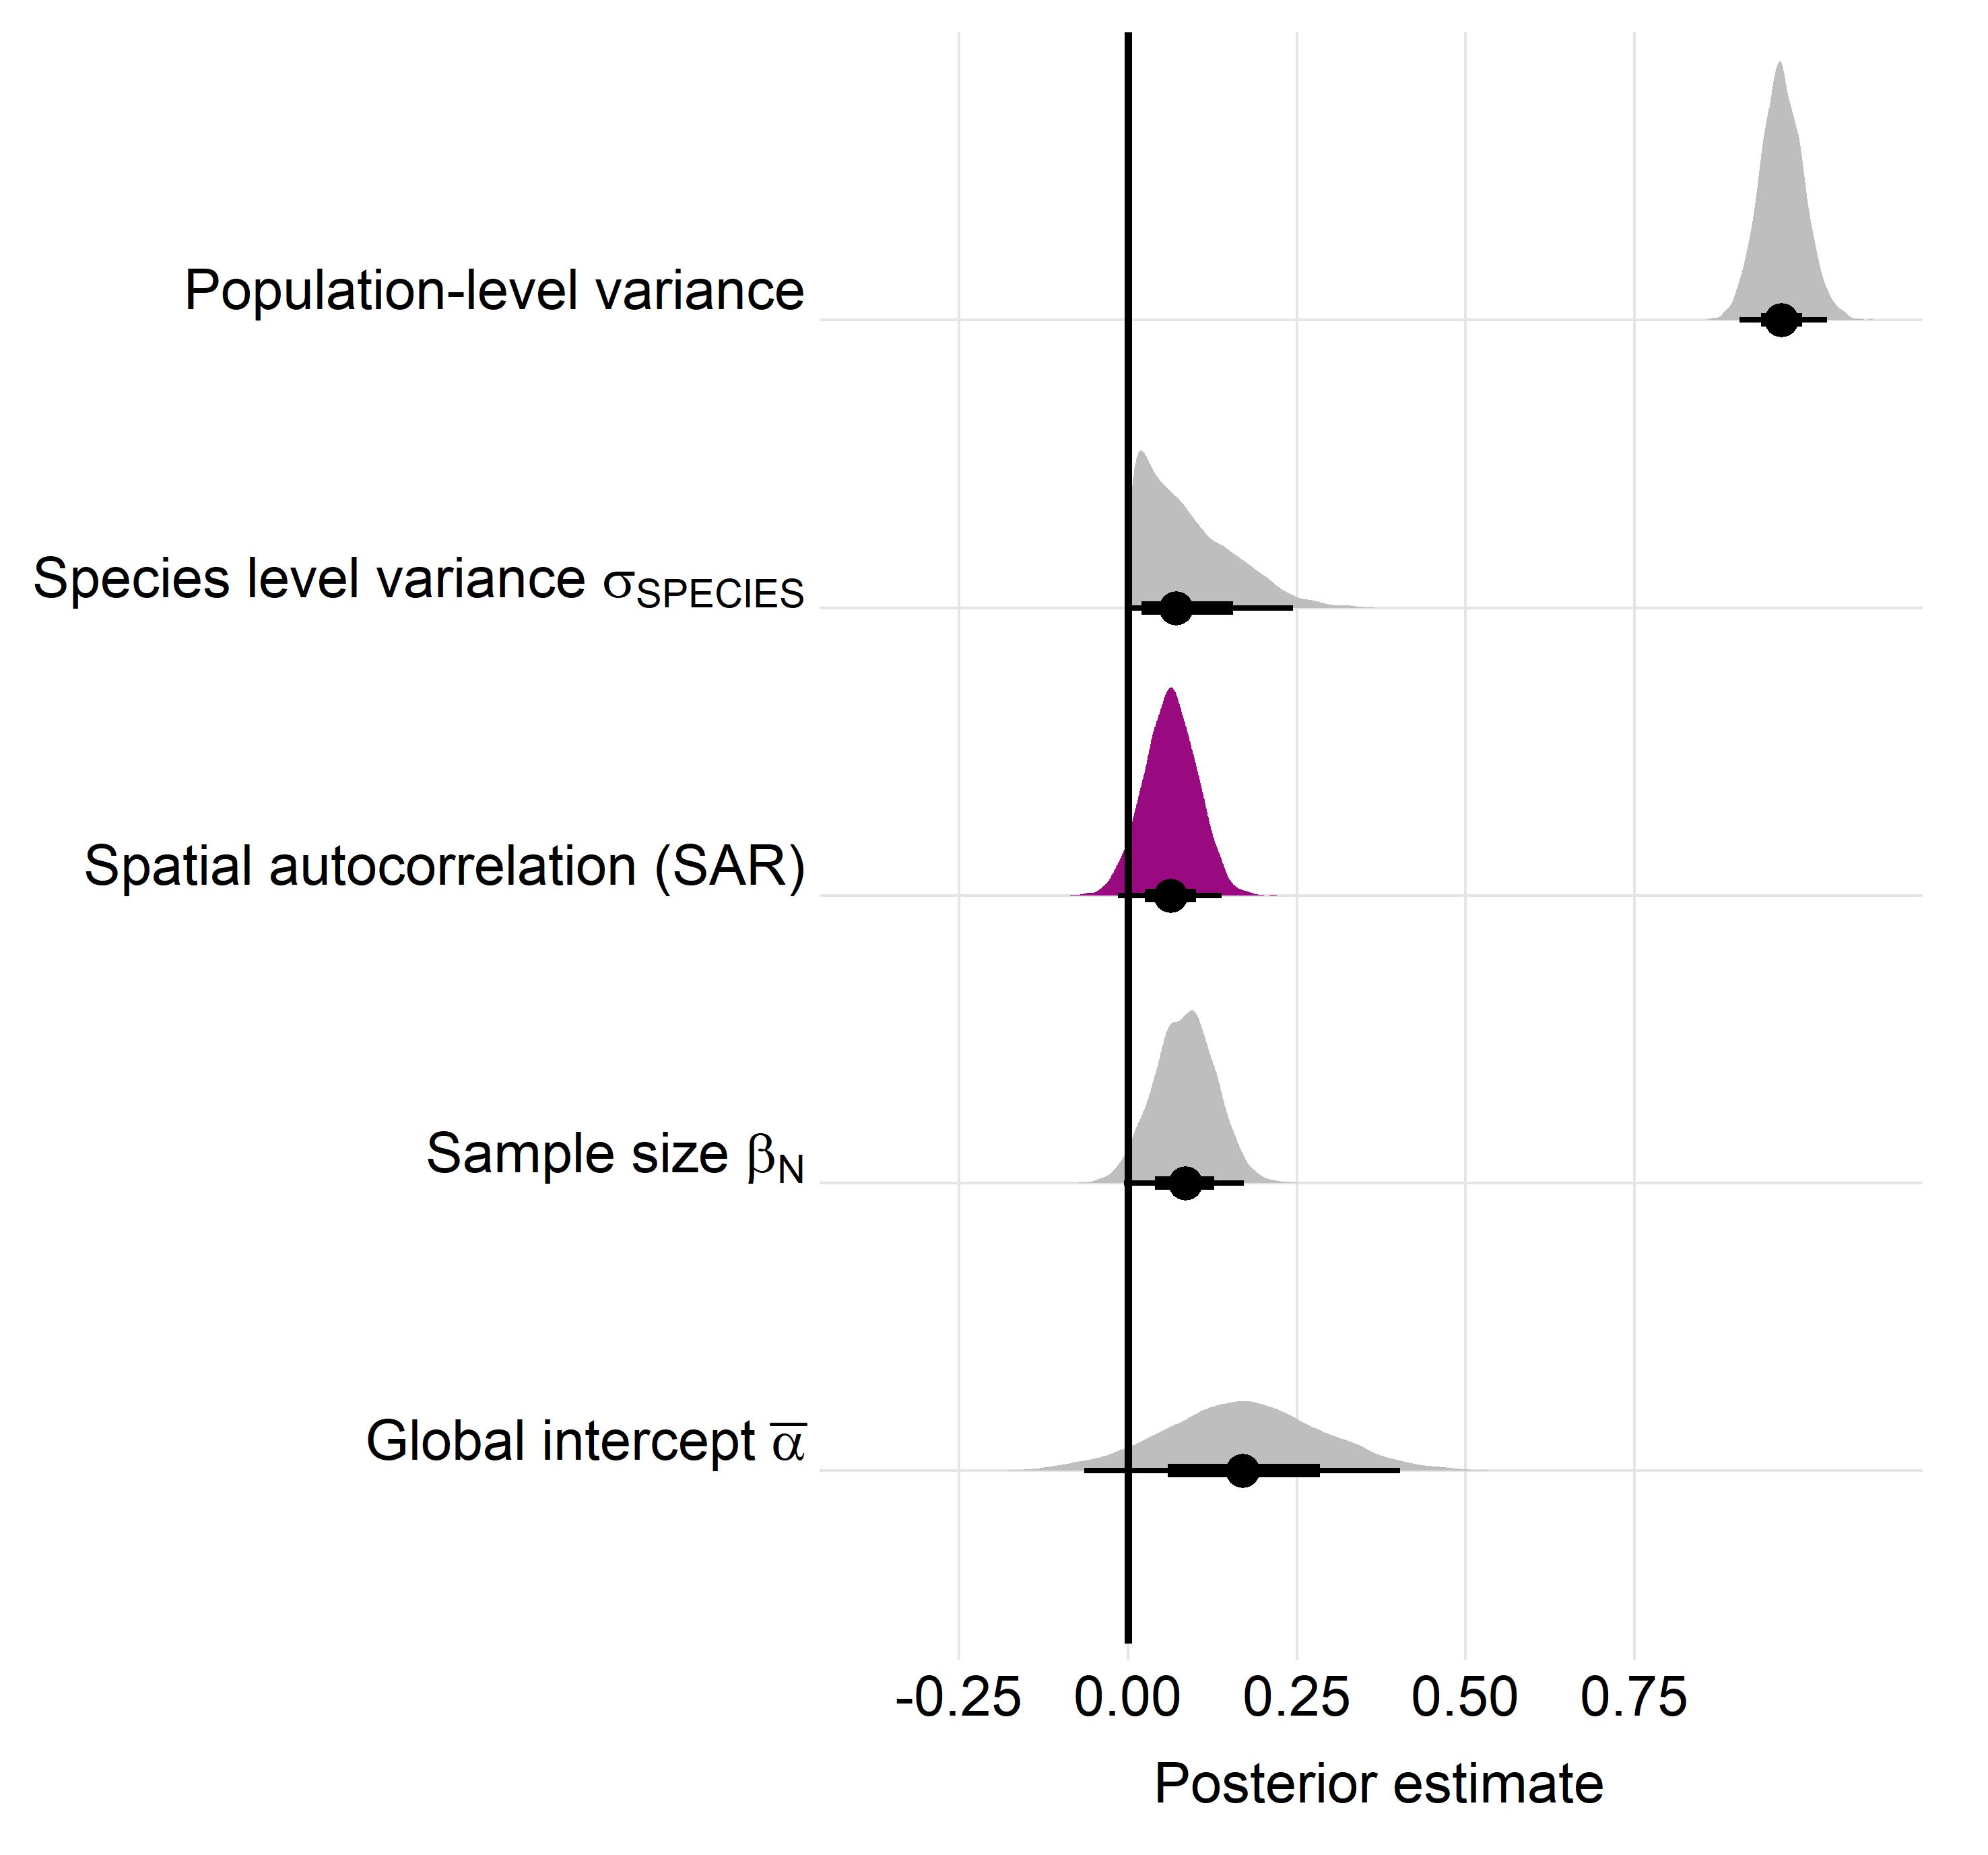 Population-level variance
Species level variance σSPECIES
Spatial autocorrelation (SAR)
Sample size βN
Global intercept α̅
-0.25 0.00 0.25 0.50 0.75
Posterior estimate